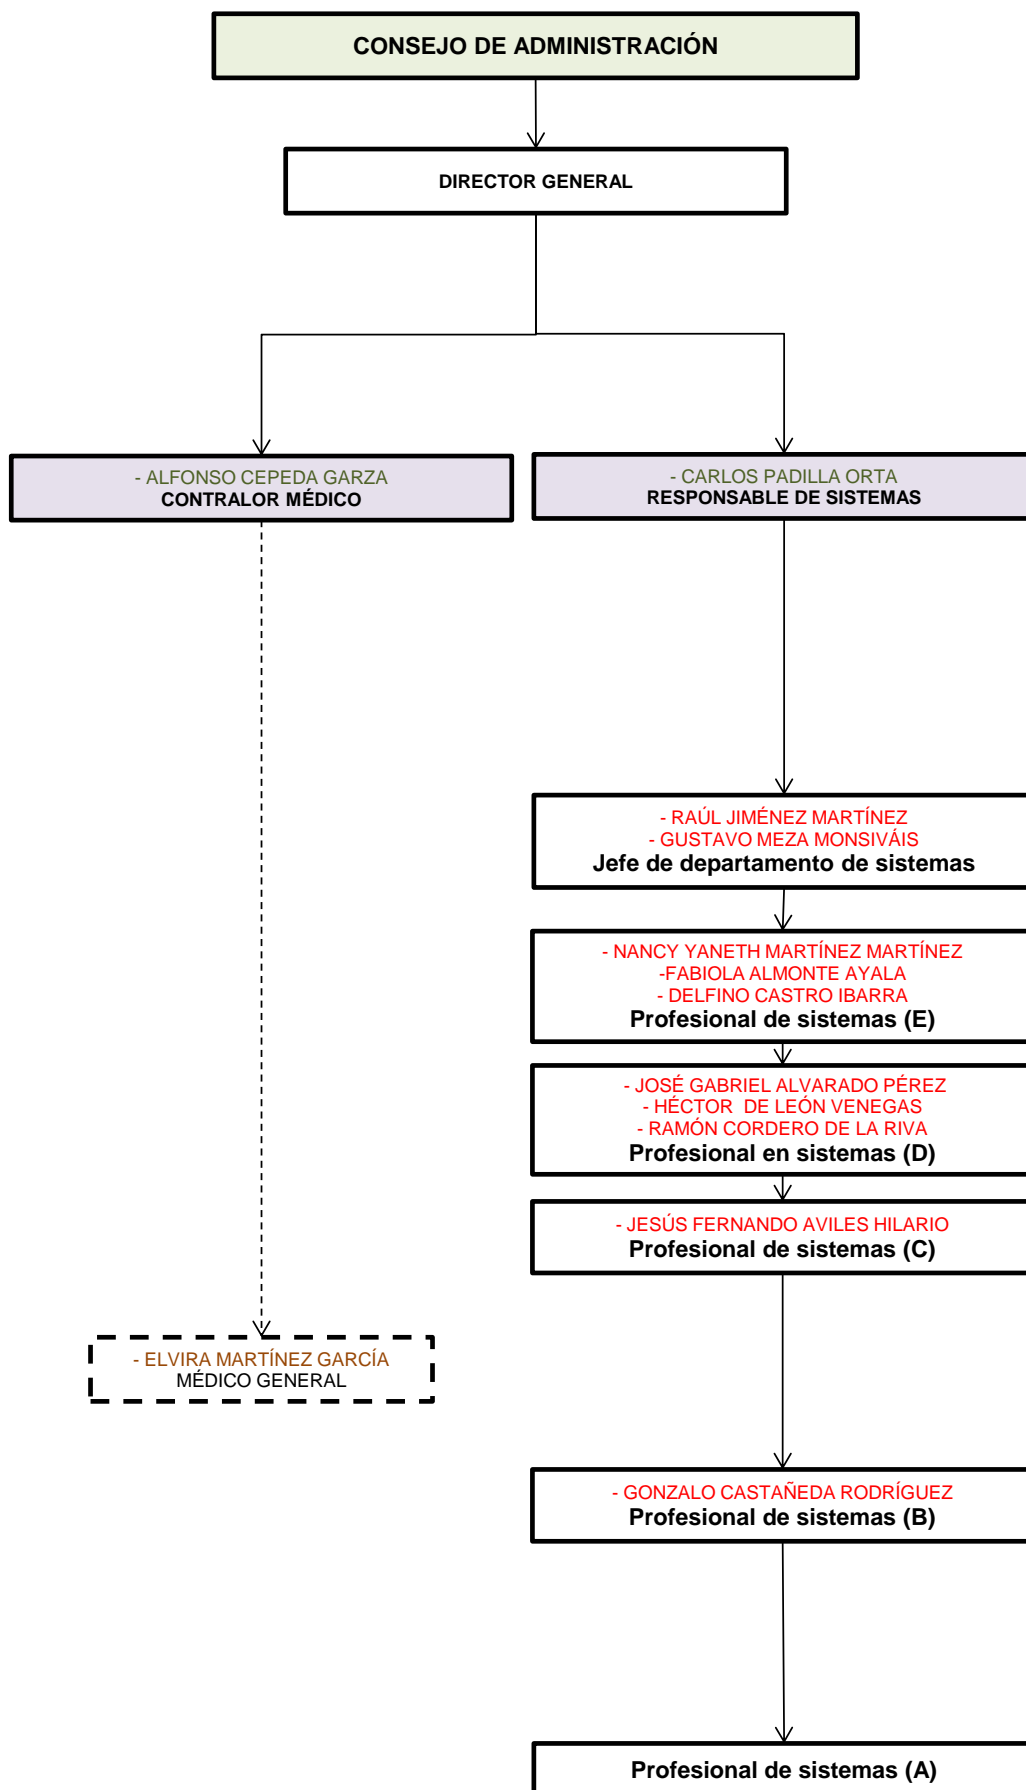 CONSEJO DE ADMINISTRACIÓN
DIRECTOR GENERAL
- ALFONSO CEPEDA GARZA
CONTRALOR MÉDICO
- CARLOS PADILLA ORTA
RESPONSABLE DE SISTEMAS
- RAÚL JIMÉNEZ MARTÍNEZ
- GUSTAVO MEZA MONSIVÁIS
Jefe de departamento de sistemas
- NANCY YANETH MARTÍNEZ MARTÍNEZ
-FABIOLA ALMONTE AYALA
- DELFINO CASTRO IBARRA
Profesional de sistemas (E)
- JOSÉ GABRIEL ALVARADO PÉREZ
- HÉCTOR  DE LEÓN VENEGAS
- RAMÓN CORDERO DE LA RIVA
Profesional en sistemas (D)
- JESÚS FERNANDO AVILES HILARIO
Profesional de sistemas (C)
- ELVIRA MARTÍNEZ GARCÍA
MÉDICO GENERAL
- GONZALO CASTAÑEDA RODRÍGUEZ
Profesional de sistemas (B)
Profesional de sistemas (A)